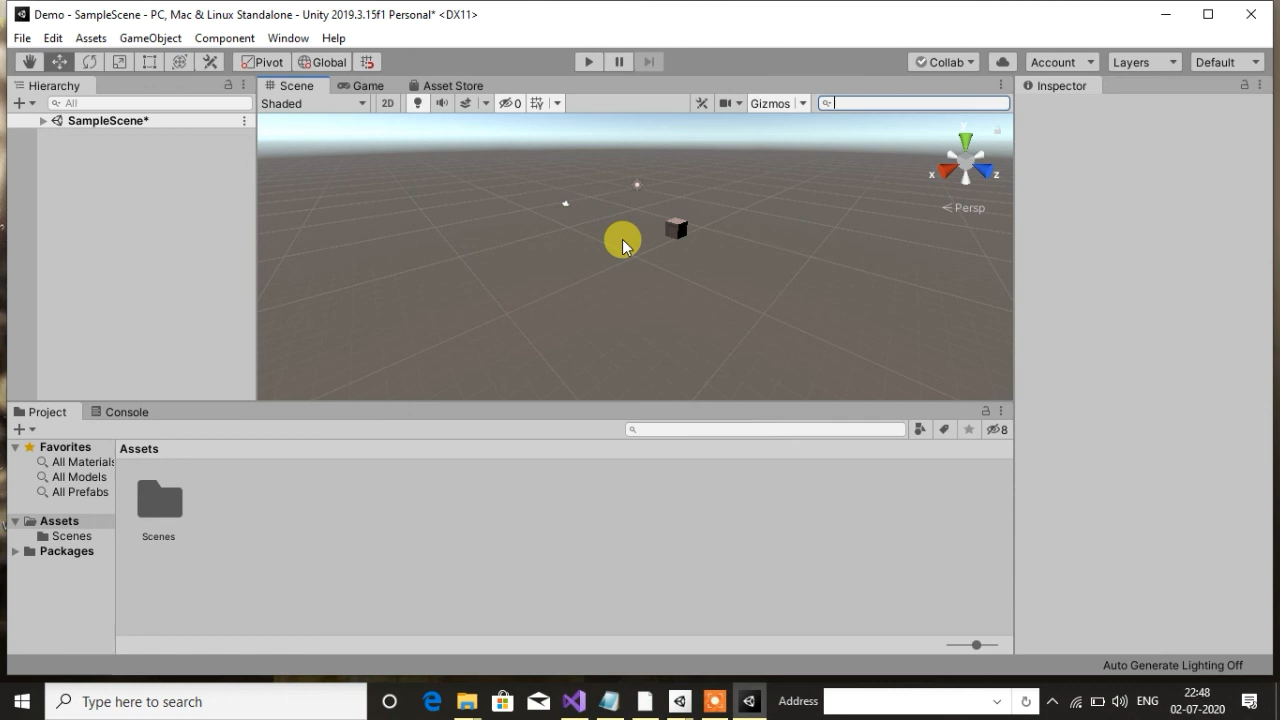 Demo - SampleScene - PC, Mac & Linux Standalone - Unity 2019.3.15f1 Personal* <DX11>
File Edit Assets GameObject Component Window Help
Pivot Global Collab Account Layers Default
Hierarchy Scene Game Asset Store Inspector
All Shaded 2D 0 Gizmos
SampleScene*
y
x z
Persp
Project Console
8
Favorites Assets
All Materials
All Models
All Prefabs
Assets
Scenes Scenes
Packages
Auto Generate Lighting Off
Type here to search Address ENG 22:48
02-07-2020
3